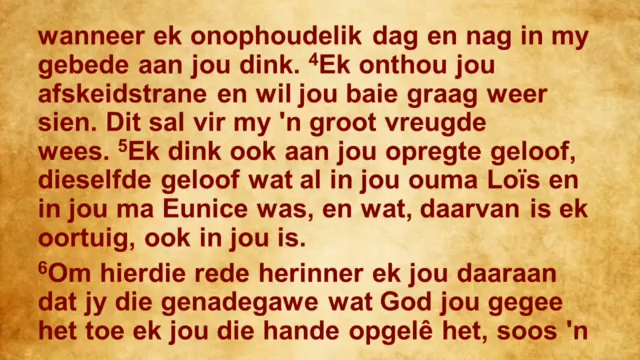 wanneer ek onophoudelik dag en nag in my
gebede aan jou dink. ⁴Ek onthou jou
afskeidstrane en wil jou baie graag weer
sien. Dit sal vir my 'n groot vreugde
wees. ⁵Ek dink ook aan jou opregte geloof,
dieselfde geloof wat al in jou ouma Loïs en
in jou ma Eunice was, en wat, daarvan is ek
oortuig, ook in jou is.
⁶Om hierdie rede herinner ek jou daaraan
dat jy die genadegawe wat God jou gegee
het toe ek jou die hande opgelê het, soos 'n